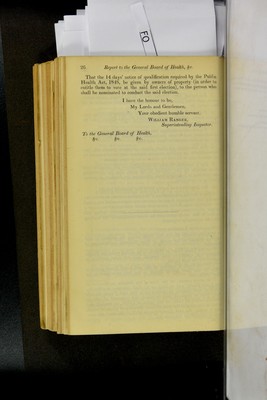 FO
92 Report to the General Board of Health, &c.
That the 14 days' notice of qualification required by the Public
Health Act, 1848, be given by owners of property (in order to
entitle them to vote at the said first election), to the person who
shall be nominated to conduct the said election.
I have the honour to be,
My Lords and Gentlemen,
Your obedient humble servant,
WILLIAM RANGER,
Superintending Inspector.
To the General Board of Health,
&c. &c. &c.